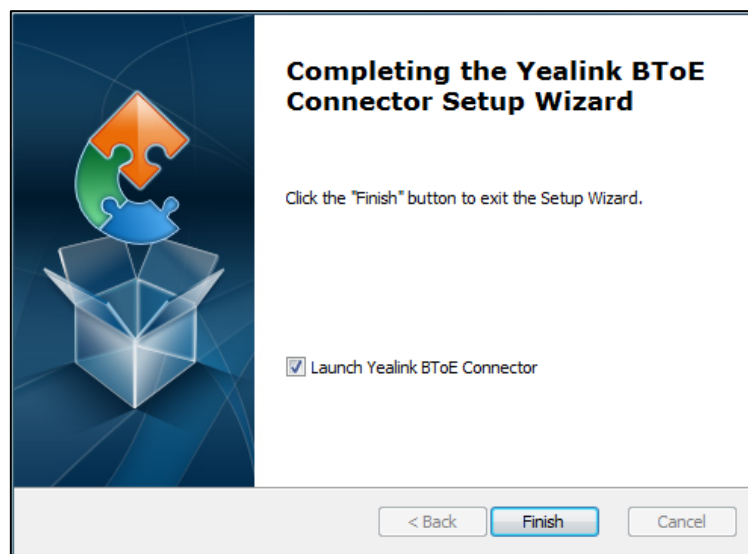 Completing the Yealink BToE
Connector Setup Wizard
Click the "Finish" button to exit the Setup Wizard.
Launch Yealink BToE Connector
< Back
Finish
Cancel